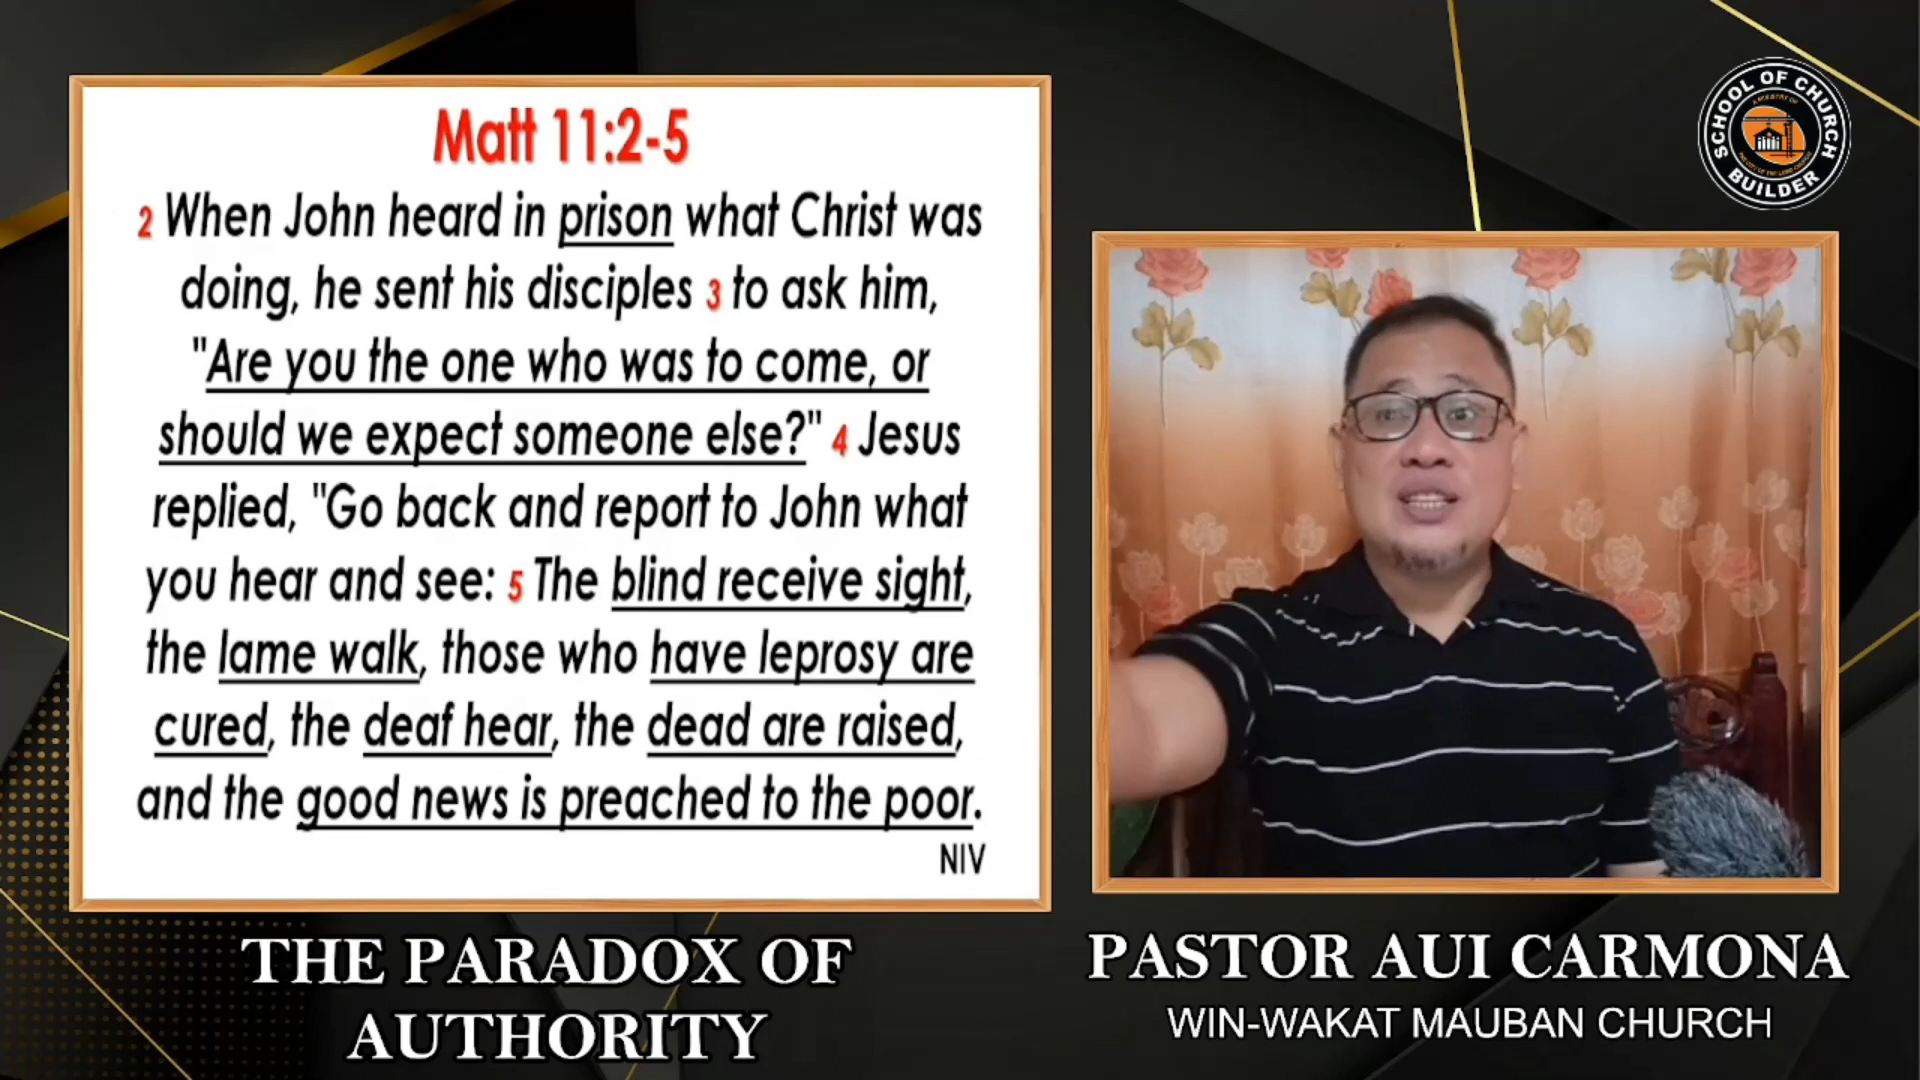 Matt 11:2-5
2 When John heard in prison what Christ was
doing, he sent his disciples 3 to ask him,
"Are you the one who was to come, or
should we expect someone else?" 4 Jesus
replied, "Go back and report to John what
you hear and see: 5 The blind receive sight,
the lame walk, those who have leprosy are
cured, the deaf hear, the dead are raised,
and the good news is preached to the poor.
NIV
THE PARADOX OF
AUTHORITY
SCHOOL OF CHURCH
BUILDER
PASTOR AUI CARMONA
WIN-WAKAT MAUBAN CHURCH